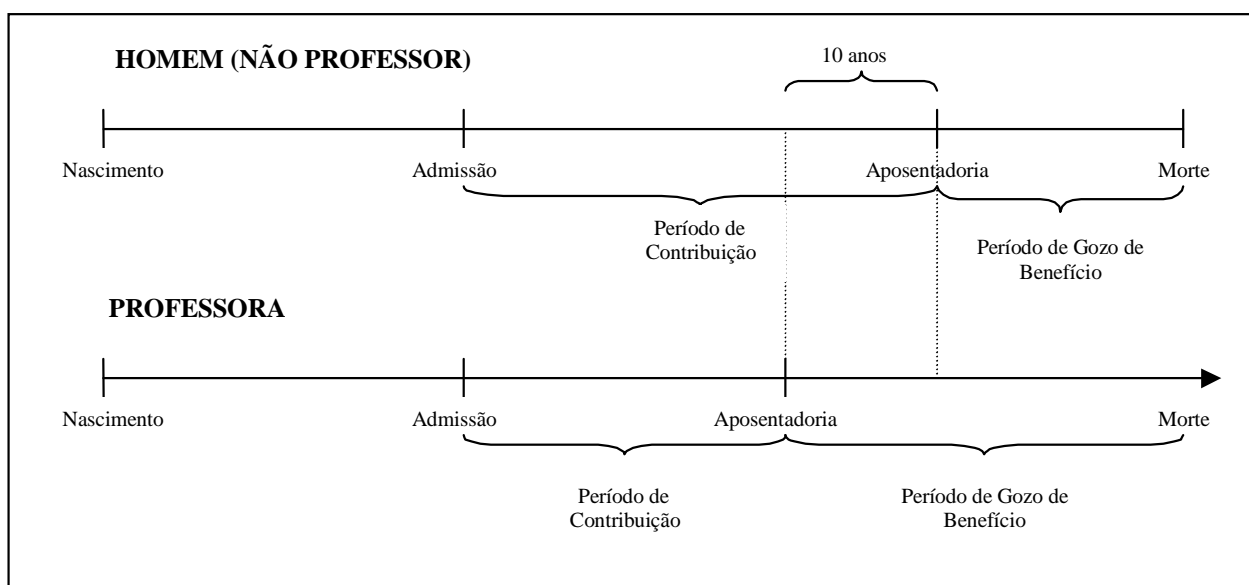 HOMEM (NÃO PROFESSOR)
10 anos
Nascimento
Admissão
Aposentadoria
Morte
Período de
Contribuição
Período de Gozo de
Benefício
PROFESSORA
Nascimento
Admissão
Aposentadoria
Morte
Período de
Contribuição
Período de Gozo de
Benefício